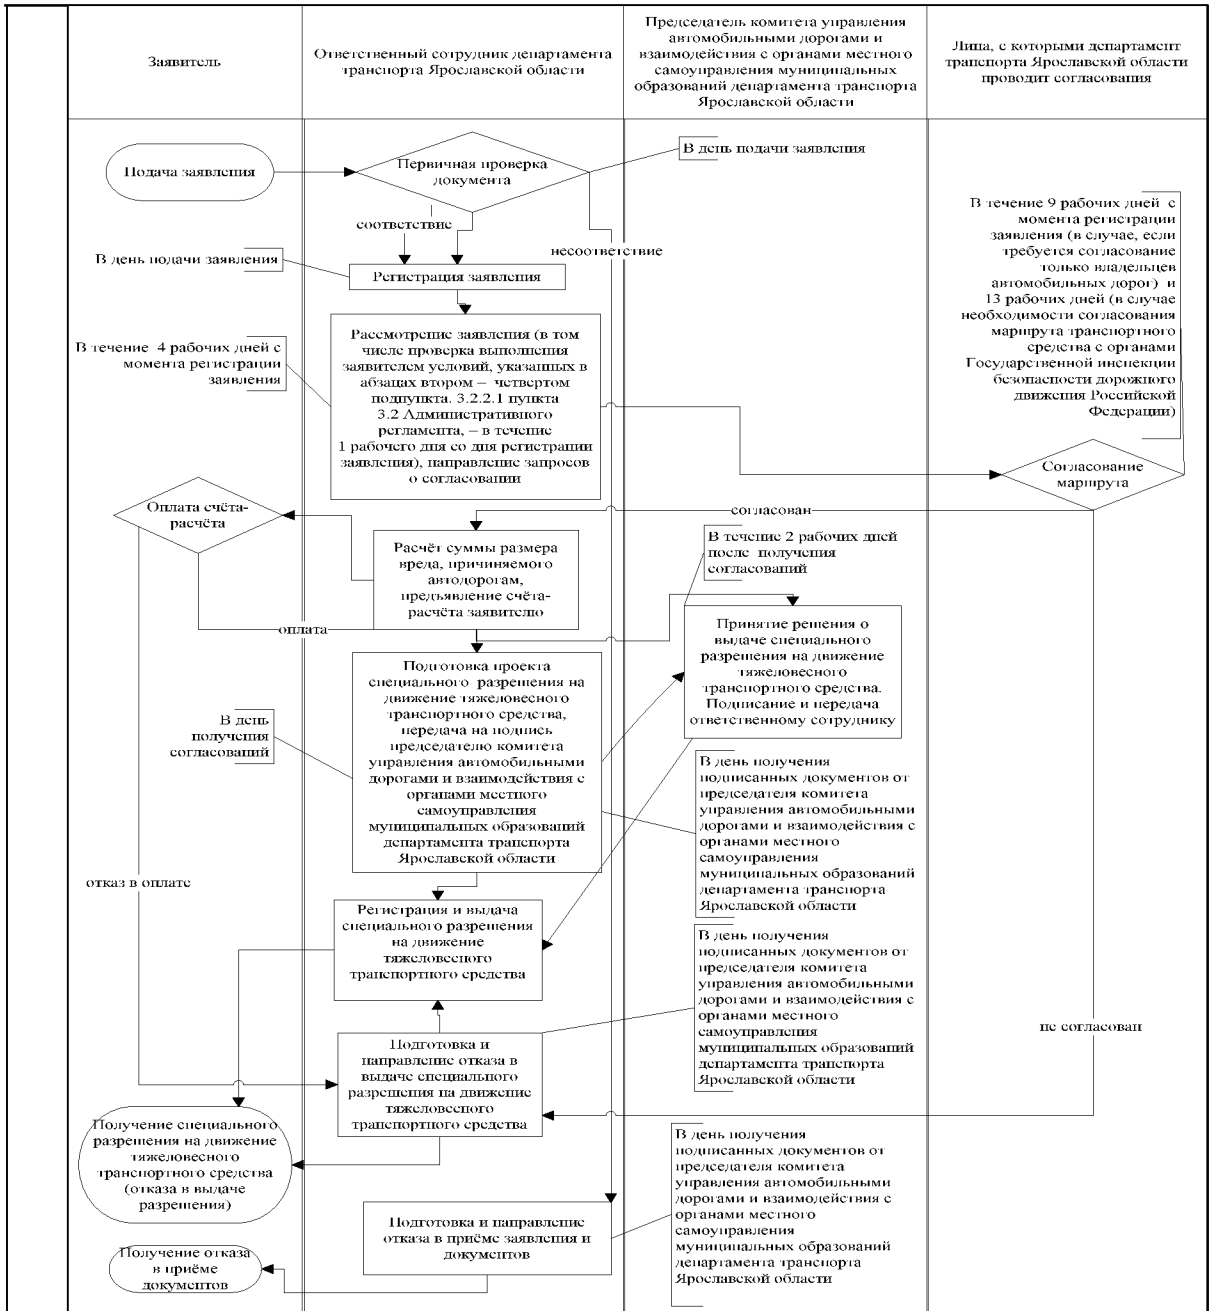 Заявитель
Ответственный сотрудник департамента
транспорта Ярославской области
Председатель комитета управления
автомобильными дорогами и
взаимодействия с органами местного
самоуправления муниципальных
образований департамента транспорта
Ярославской области
Лица, с которыми департамент
транспорта Ярославской области
проводит согласования
Подача заявления
Первичная проверка
документа
В день подачи заявления
соответствие
несоответствие
В день подачи заявления
Регистрация заявления
В течение 9 рабочих дней с
момента регистрации
заявления (в случае, если
требуется согласование
только владельцев
автомобильных дорог) и
13 рабочих дней (в случае
необходимости согласования
маршрута транспортного
средства с органами
Государственной инспекции
безопасности дорожного
движения Российской
Федерации)
В течение 4 рабочих дней с
момента регистрации
заявления
Рассмотрение заявления (в том
числе проверка выполнения
заявителем условий, указанных в
абзацах втором – четвертом
подпункта. 3.2.2.1 пункта
3.2 Административного
регламента, – в течение
1 рабочего дня со дня регистрации
заявления), направление запросов
о согласовании
Согласование
маршрута
Оплата счёта-
расчёта
согласован
Расчёт суммы размера
вреда, причиняемого
автодорогам,
предъявление счёта-
расчёта заявителю
В течение 2 рабочих дней
после получения
согласований
оплата
Принятие решения о
выдаче специального
разрешения на движение
тяжеловесного
транспортного средства.
Подписание и передача
ответственному сотруднику
В день
получения
согласований
Подготовка проекта
специального разрешения на
движение тяжеловесного
транспортного средства,
передача на подпись
председателю комитета
управления автомобильными
дорогами и взаимодействия с
органами местного
самоуправления
муниципальных образований
департамента транспорта
Ярославской области
В день получения
подписанных документов от
председателя комитета
управления автомобильными
дорогами и взаимодействия с
органами местного
самоуправления
муниципальных образований
департамента транспорта
Ярославской области
отказ в оплате
Регистрация и выдача
специального разрешения
на движение
тяжеловесного
транспортного средства
В день получения
подписанных документов от
председателя комитета
управления автомобильными
дорогами и взаимодействия с
органами местного
самоуправления
муниципальных образований
департамента транспорта
Ярославской области
не согласован
Подготовка и
направление отказа в
выдаче специального
разрешения на движение
тяжеловесного
транспортного средства
Получение специального
разрешения на движение
тяжеловесного
транспортного средства
(отказа в выдаче
разрешения)
В день получения
подписанных документов от
председателя комитета
управления автомобильными
дорогами и взаимодействия с
органами местного
самоуправления
муниципальных образований
департамента транспорта
Ярославской области
Подготовка и направление
отказа в приёме заявления и
документов
Получение отказа
в приёме
документов